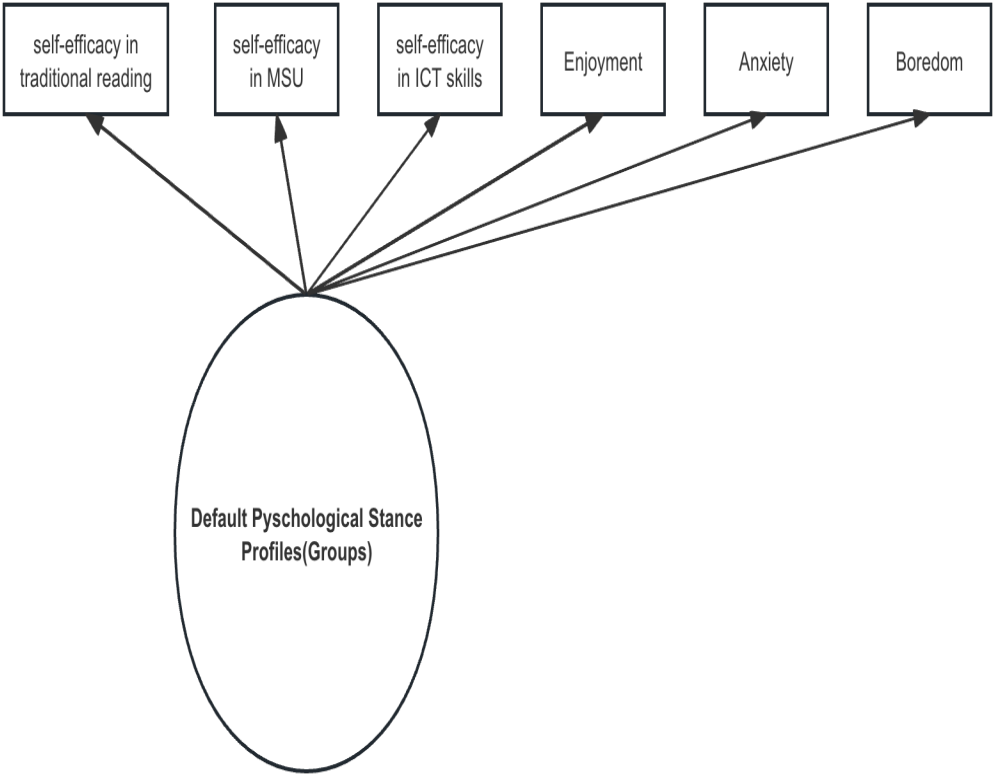 self-efficacy in
traditional reading
self-efficacy
in MSU
self-efficacy
in ICT skills
Enjoyment
Anxiety
Boredom
Default Pyschological Stance
Profiles(Groups)